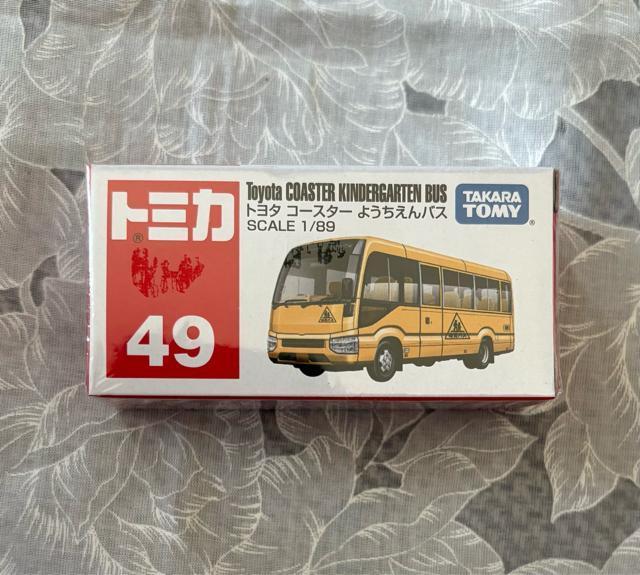 トミカ
®
49
Toyota COASTER KINDERGARTEN BUS
トヨタ コースター ようちえんバス
SCALE 1/89
TAKARA
TOMY
®